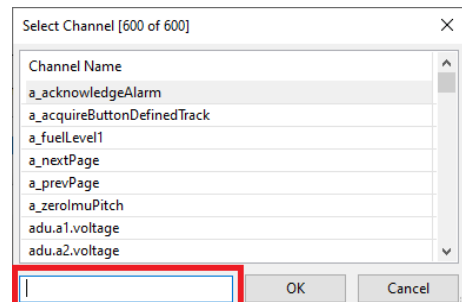 Select Channel [600 of 600]
Channel Name
a_acknowledgeAlarm
a_acquireButtonDefinedTrack
a_fuelLevel1
a_nextPage
a_prevPage
a_zeroImuPitch
adu.a1.voltage
adu.a2.voltage
OK Cancel